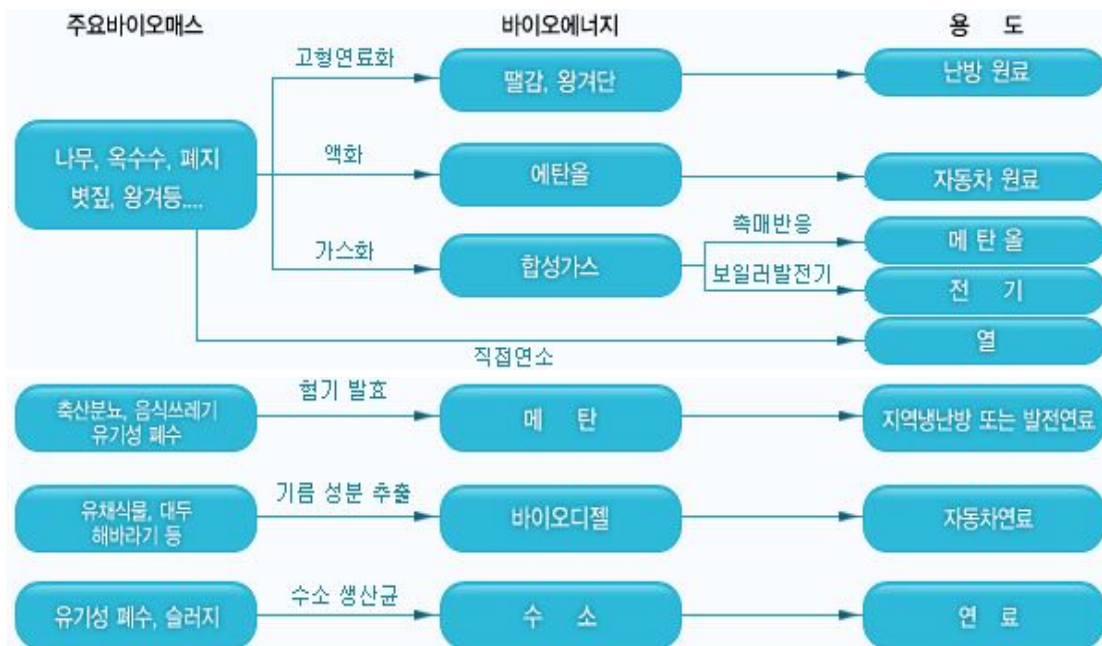 주요바이오매스
바이오에너지
용 도
고형연료화
땔감, 왕겨단
난방 원료
나무, 옥수수, 폐지
볏짚, 왕겨등....
액화
에탄올
자동차 원료
가스화
합성가스
촉매반응
메 탄 올
보일러발전기
전 기
직접연소
열
축산분뇨, 음식쓰레기
유기성 폐수
혐기 발효
메 탄
지역냉난방 또는 발전연료
유채식물, 대두
해바라기 등
기름 성분 추출
바이오디젤
자동차연료
유기성 폐수, 슬러지
수소 생산균
수 소
연 료